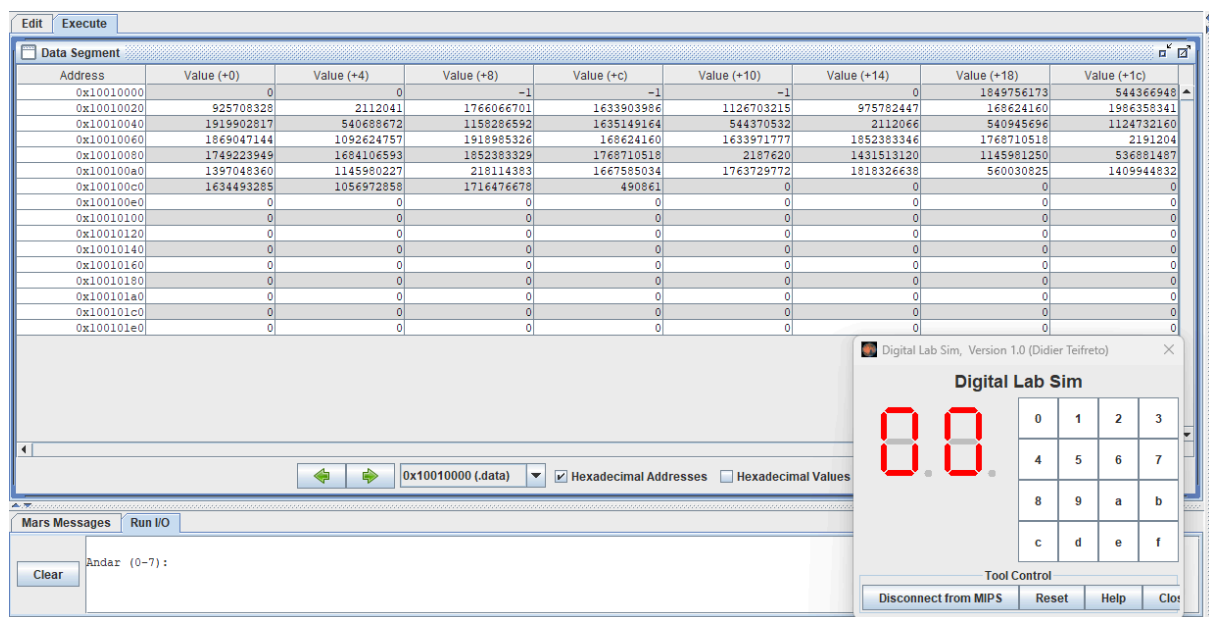 Edit Execute
Data Segment
Address Value (+0) Value (+4) Value (+8) Value (+c) Value (+10) Value (+14) Value (+18) Value (+1c)
0x10010000 0 0 -1 -1 -1 0 1849756173 544366948
0x10010020 925708328 2112041 1766066701 1633903986 1126703215 975782447 168624160 1986358341
0x10010040 1919902817 540688672 1158286592 1635149164 544370532 2112066 540945696 1124732160
0x10010060 1869047144 1092624757 1918985326 168624160 1633971777 1852383346 1768710518 2191204
0x10010080 1749223949 1684106593 1852383329 1768710518 2187620 1431513120 1145981250 536881487
0x100100a0 1397048360 1145980227 218114383 1667585034 1763729772 1818326638 560030825 1409944832
0x100100c0 1634493285 1056972858 1716476678 490861 0 0 0 0
0x100100e0 0 0 0 0 0 0 0 0
0x10010100 0 0 0 0 0 0 0 0
0x10010120 0 0 0 0 0 0 0 0
0x10010140 0 0 0 0 0 0 0 0
0x10010160 0 0 0 0 0 0 0 0
0x10010180 0 0 0 0 0 0 0 0
0x100101a0 0 0 0 0 0 0 0 0
0x100101c0 0 0 0 0 0 0 0 0
0x100101e0 0 0 0 0 0 0 0 0
0x10010000 (.data) Hexadecimal Addresses Hexadecimal Values
Mars Messages Run I/O
Clear
Andar (0-7):
Digital Lab Sim, Version 1.0 (Didier Teifreto)
Digital Lab Sim
0.0.
0 1 2 3
4 5 6 7
8 9 a b
c d e f
Tool Control
Disconnect from MIPS Reset Help